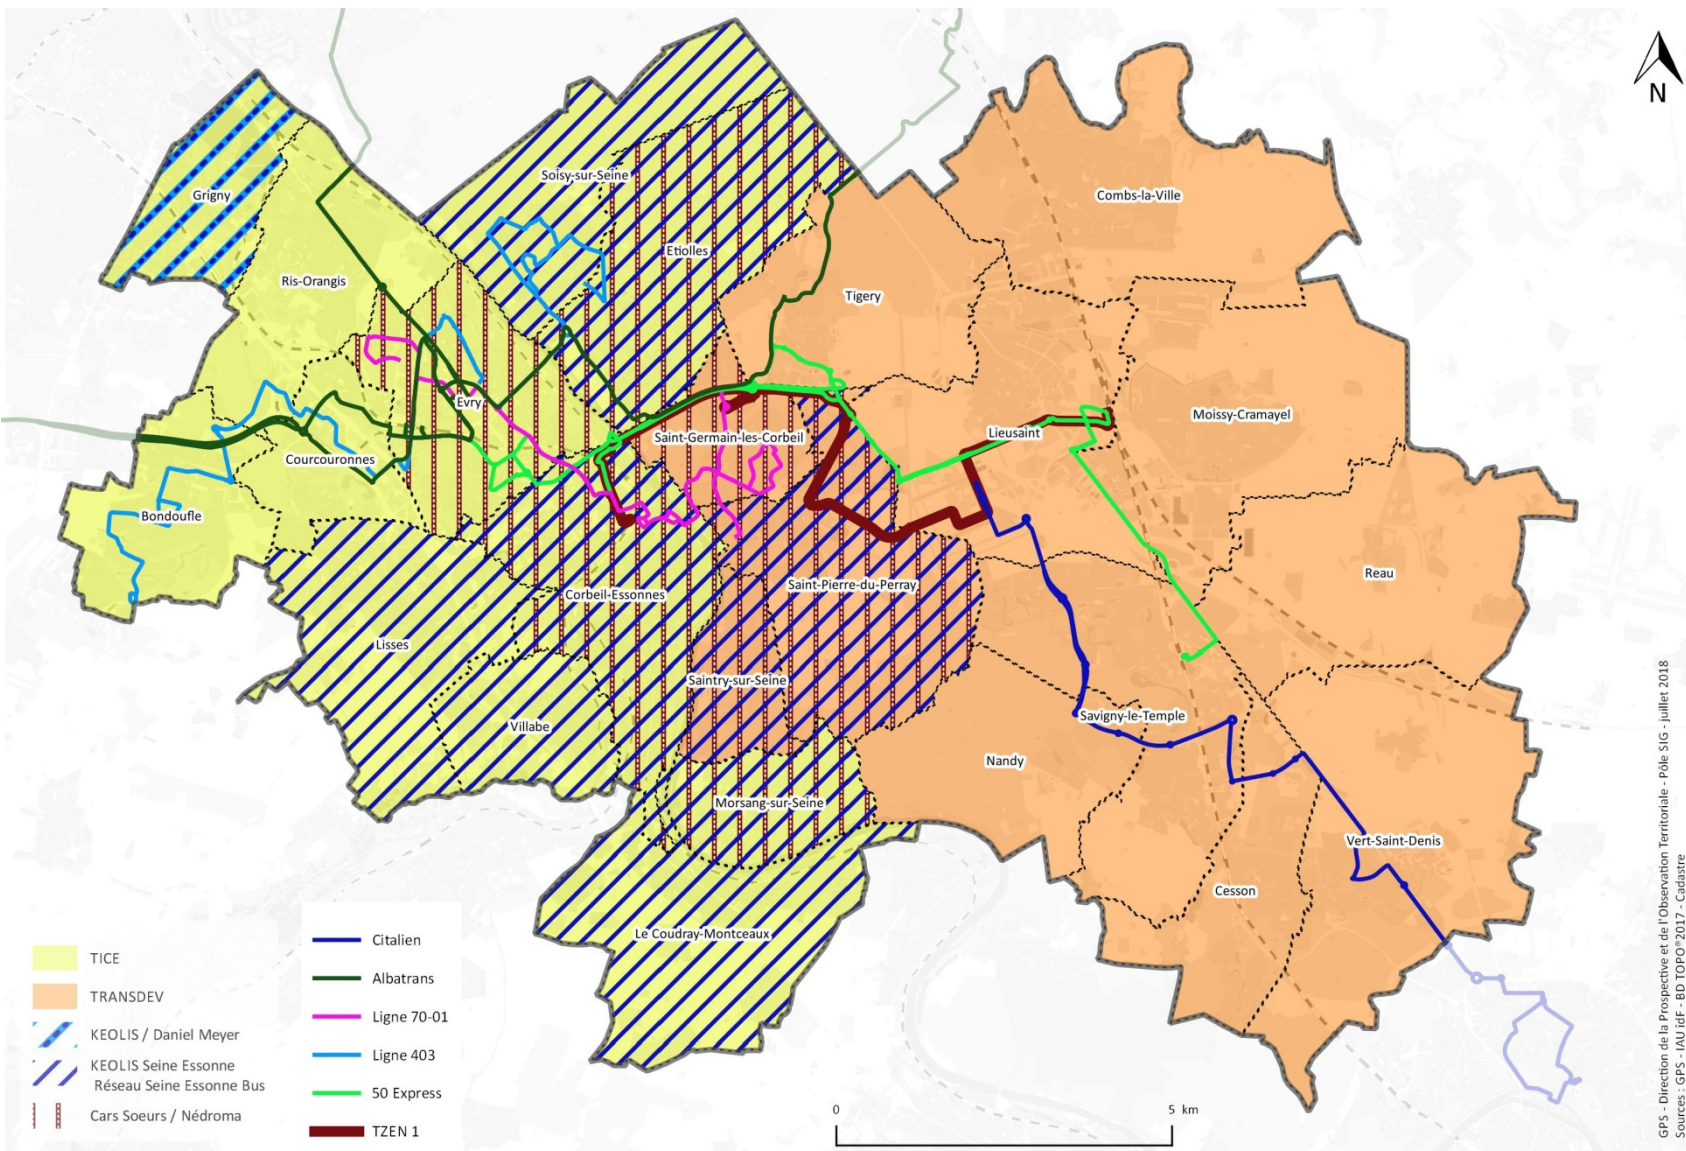 N
Combs-la-Ville
Soisy-sur-Seine
Grigny
Etiolles
Ris-Orangis
Tigery
Evry
Moissy-Cramayel
Lieusaint
Saint-Germain-les-Corbeil
Courcouronnes
Bondoufle
Reau
Saint-Pierre-du-Perray
Corbeil-Essonnes
Lisses
Saintry-sur-Seine
Savigny-le-Temple
Villabe
Nandy
Morsang-sur-Seine
Vert-Saint-Denis
Cesson
Le Coudray-Montceaux
TICE
TRANSDEV
KEOLIS / Daniel Meyer
KEOLIS Seine Essonne
Réseau Seine Essonne Bus
Cars Soeurs / Nédroma
Citalien
Albatrans
Ligne 70-01
Ligne 403
50 Express
TZEN 1
0 5 km
GPS - Direction de la Prospective et de l'Observation Territoriale - Pôle SIG - juillet 2018
Sources : GPS - IAU îdF - BD TOPO®2017 - Cadastre